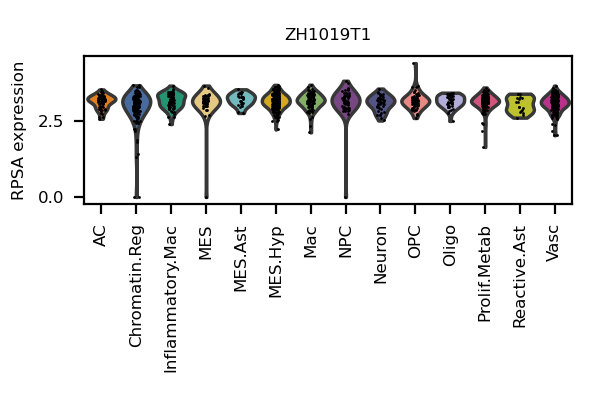 ZH1019T1
RPSA expression
2.5
0.0
AC
Chromatin.Reg
Inflammatory.Mac
MES
MES.Ast
MES.Hyp
Mac
NPC
Neuron
OPC
Oligo
Prolif.Metab
Reactive.Ast
Vasc